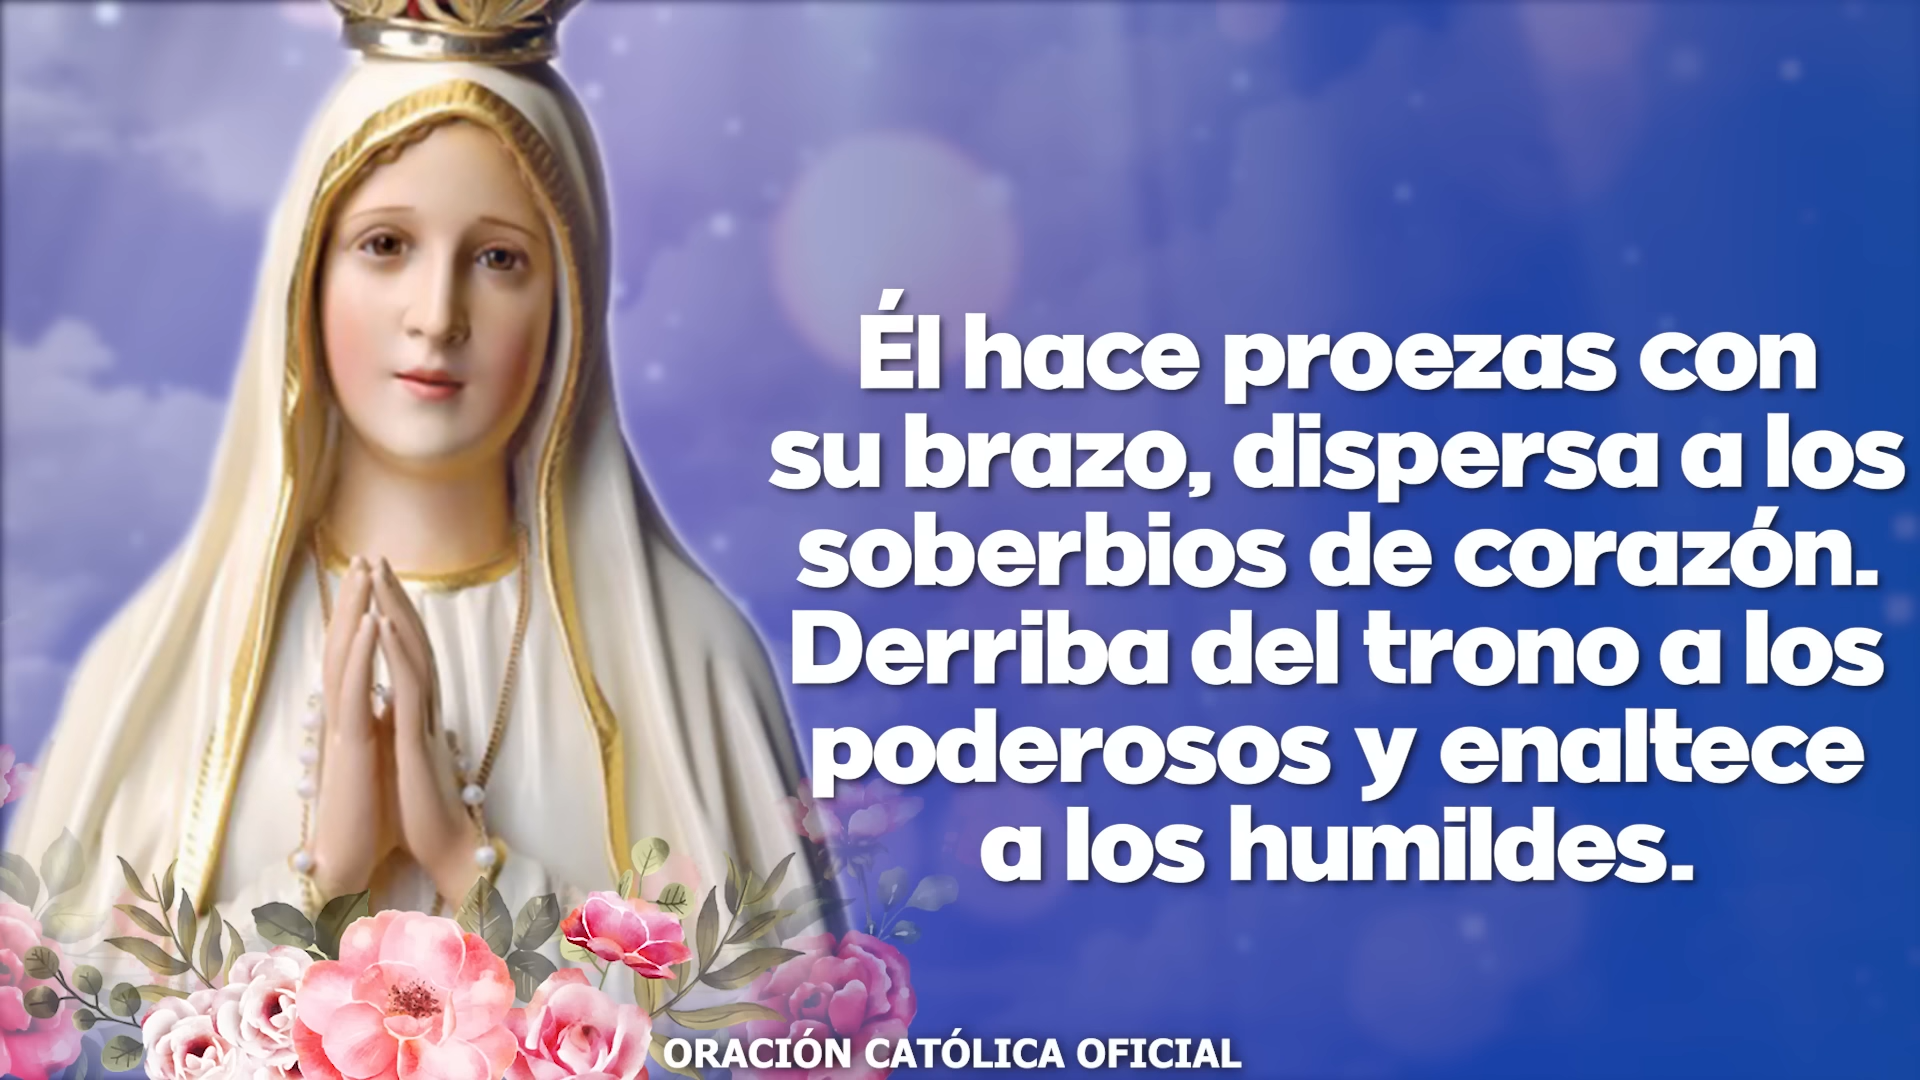 Él hace proezas con
su brazo, dispersa a los
soberbios de corazón.
Derriba del trono a los
poderosos y enaltece
a los humildes.
ORACIÓN CATÓLICA OFICIAL